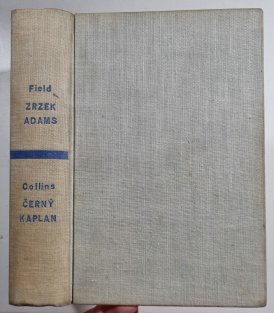 Field
ZRZEK
ADAMS
Collins
ČERNÝ
KAPLAN